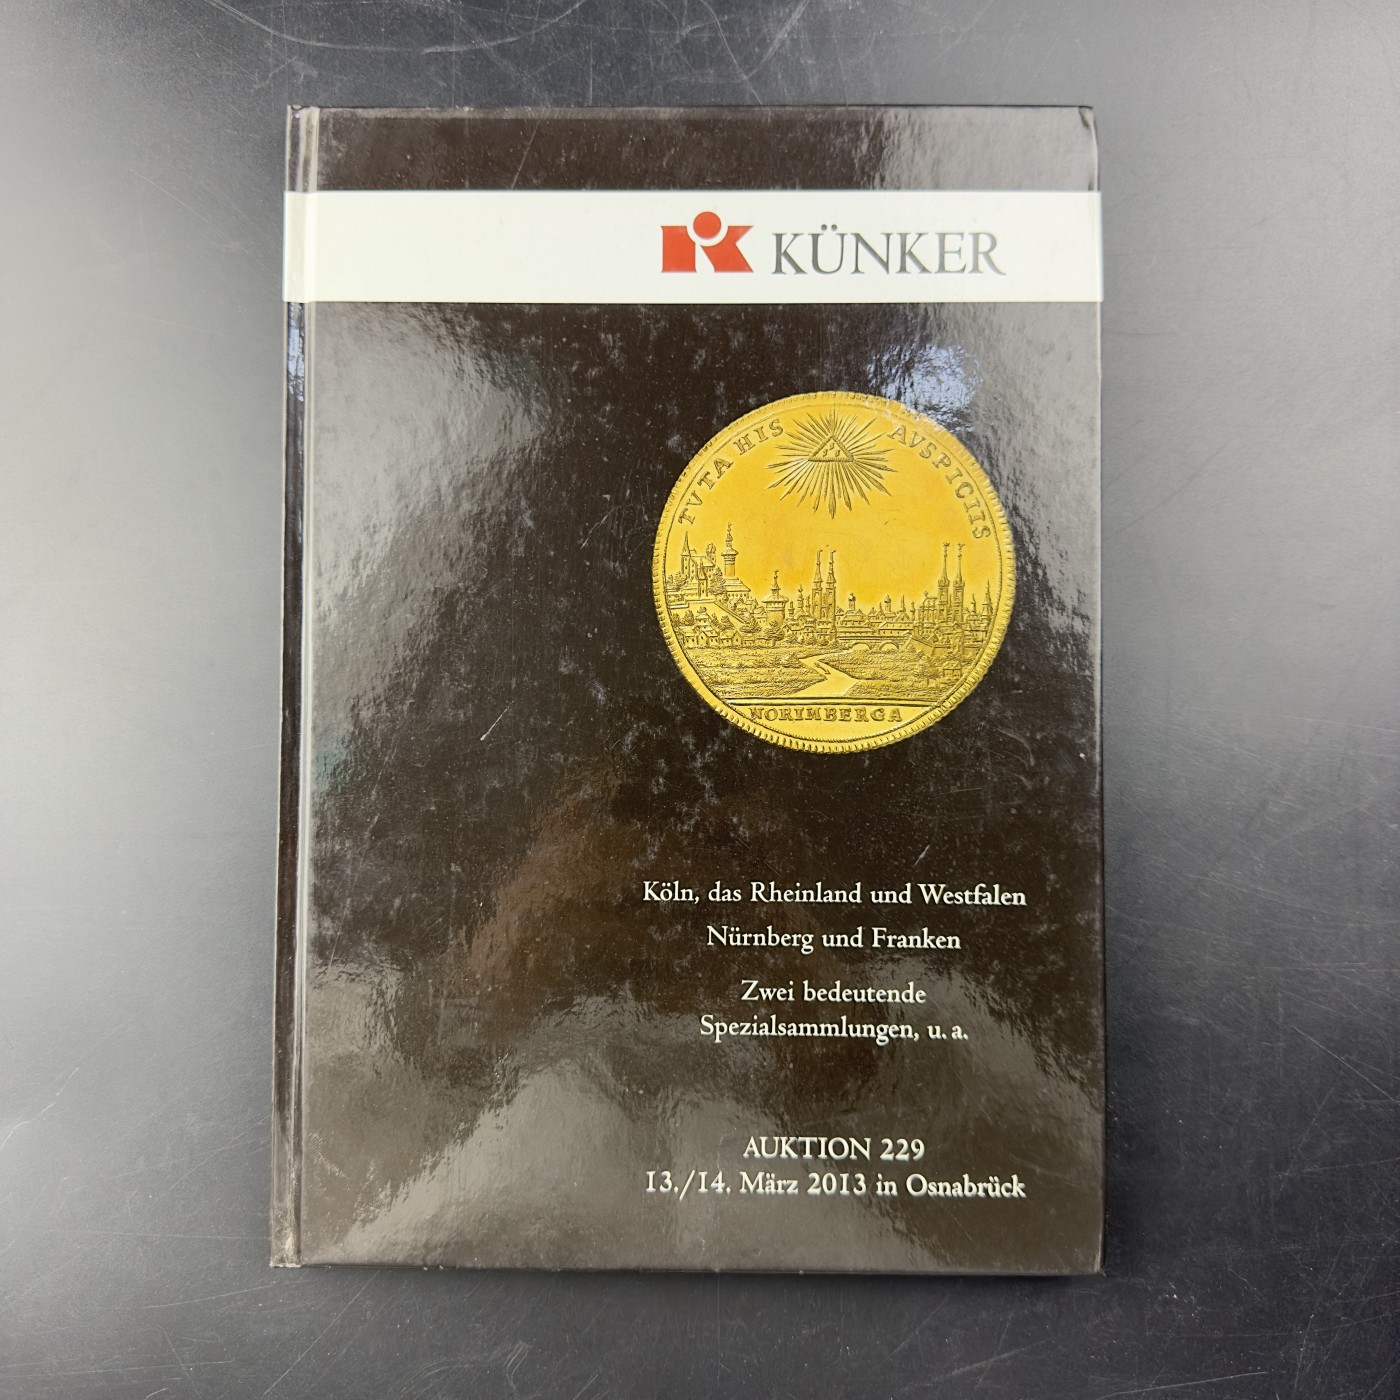 KÜNKER
TVTA HIS AVSPICIIS
NORIMBERGA
Köln, das Rheinland und Westfalen
Nürnberg und Franken
Zwei bedeutende
Spezialsammlungen, u. a.
AUKTION 229
13./14. März 2013 in Osnabrück